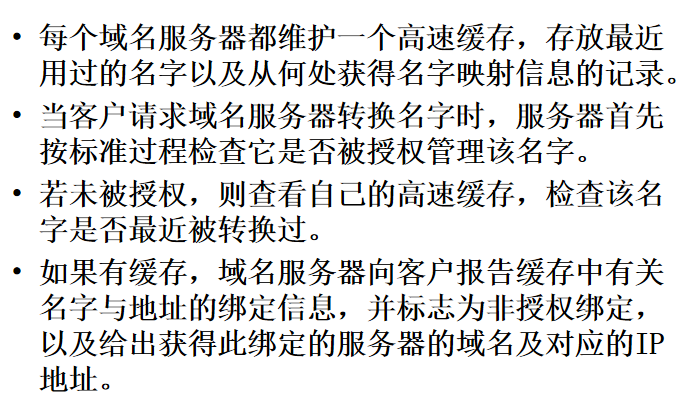 • 每个域名服务器都维护一个高速缓存，存放最近
用过的名字以及从何处获得名字映射信息的记录。
• 当客户请求域名服务器转换名字时，服务器首先
按标准过程检查它是否被授权管理该名字。
• 若未被授权，则查看自己的高速缓存，检查该名
字是否最近被转换过。
• 如果有缓存，域名服务器向客户报告缓存中有关
名字与地址的绑定信息，并标志为非授权绑定，
以及给出获得此绑定的服务器的域名及对应的IP
地址。